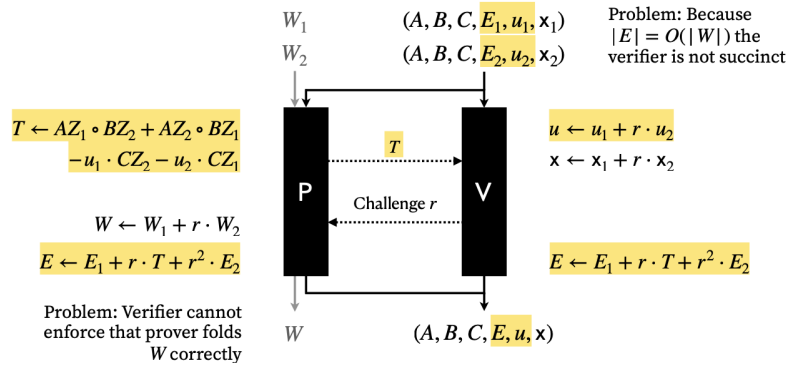 W₁
(A, B, C, E₁, u₁, x₁)
Problem: Because
|E| = O(|W|) the
verifier is not succinct
W₂
(A, B, C, E₂, u₂, x₂)
T ← AZ₁ ∘ BZ₂ + AZ₂ ∘ BZ₁
−u₁ · CZ₂ − u₂ · CZ₁
T
u ← u₁ + r · u₂
x ← x₁ + r · x₂
P
V
Challenge r
W ← W₁ + r · W₂
E ← E₁ + r · T + r² · E₂
E ← E₁ + r · T + r² · E₂
Problem: Verifier cannot
enforce that prover folds
W correctly
W
(A, B, C, E, u, x)